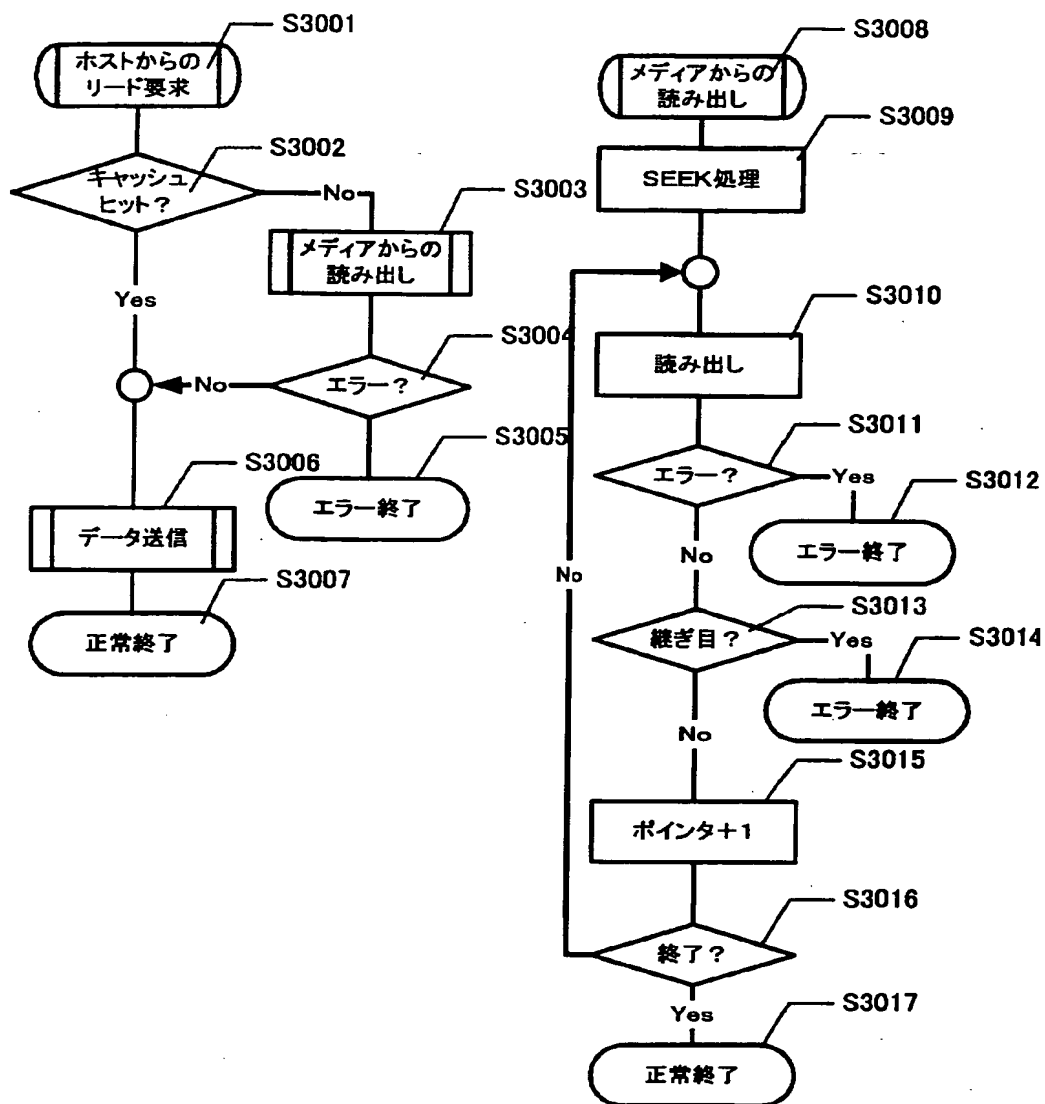 S3001
ホストからの
リード要求
S3002
キャッシュ
ヒット?
No
S3003
メディアからの
読み出し
Yes
S3004
エラー?
No
S3005
エラー終了
S3006
データ送信
S3007
正常終了
S3008
メディアからの
読み出し
S3009
SEEK処理
S3010
読み出し
S3011
エラー?
Yes
S3012
エラー終了
No
No
S3013
継ぎ目?
Yes
S3014
エラー終了
No
S3015
ポインタ+1
S3016
終了?
Yes
S3017
正常終了